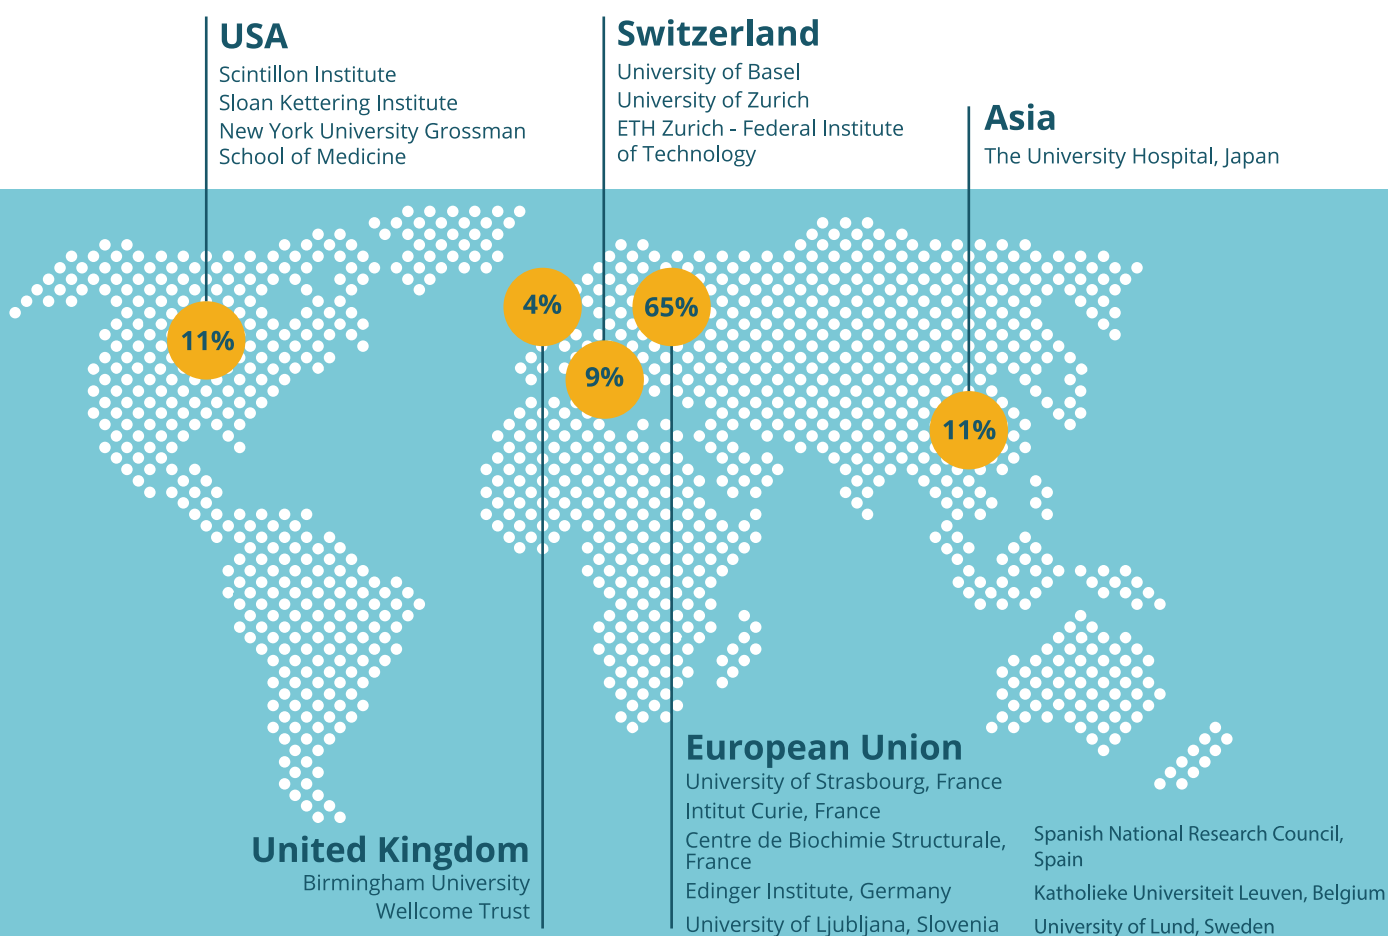 USA
Scintillon Institute
Sloan Kettering Institute
New York University Grossman
School of Medicine
Switzerland
University of Basel
University of Zurich
ETH Zurich - Federal Institute
of Technology
Asia
The University Hospital, Japan
11%
4%
9%
65%
11%
United Kingdom
Birmingham University
Wellcome Trust
European Union
University of Strasbourg, France
Intitut Curie, France
Centre de Biochimie Structurale,
France
Edinger Institute, Germany
University of Ljubljana, Slovenia
Spanish National Research Council,
Spain
Katholieke Universiteit Leuven, Belgium
University of Lund, Sweden